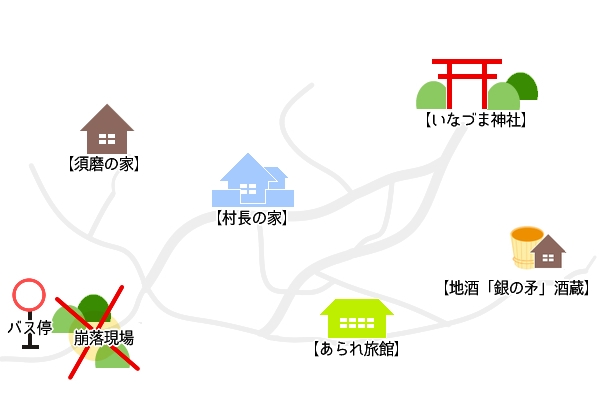 【いなづま神社】
【須磨の家】
【村長の家】
【地酒「銀の矛」酒蔵】
バス停
崩落現場
【あられ旅館】